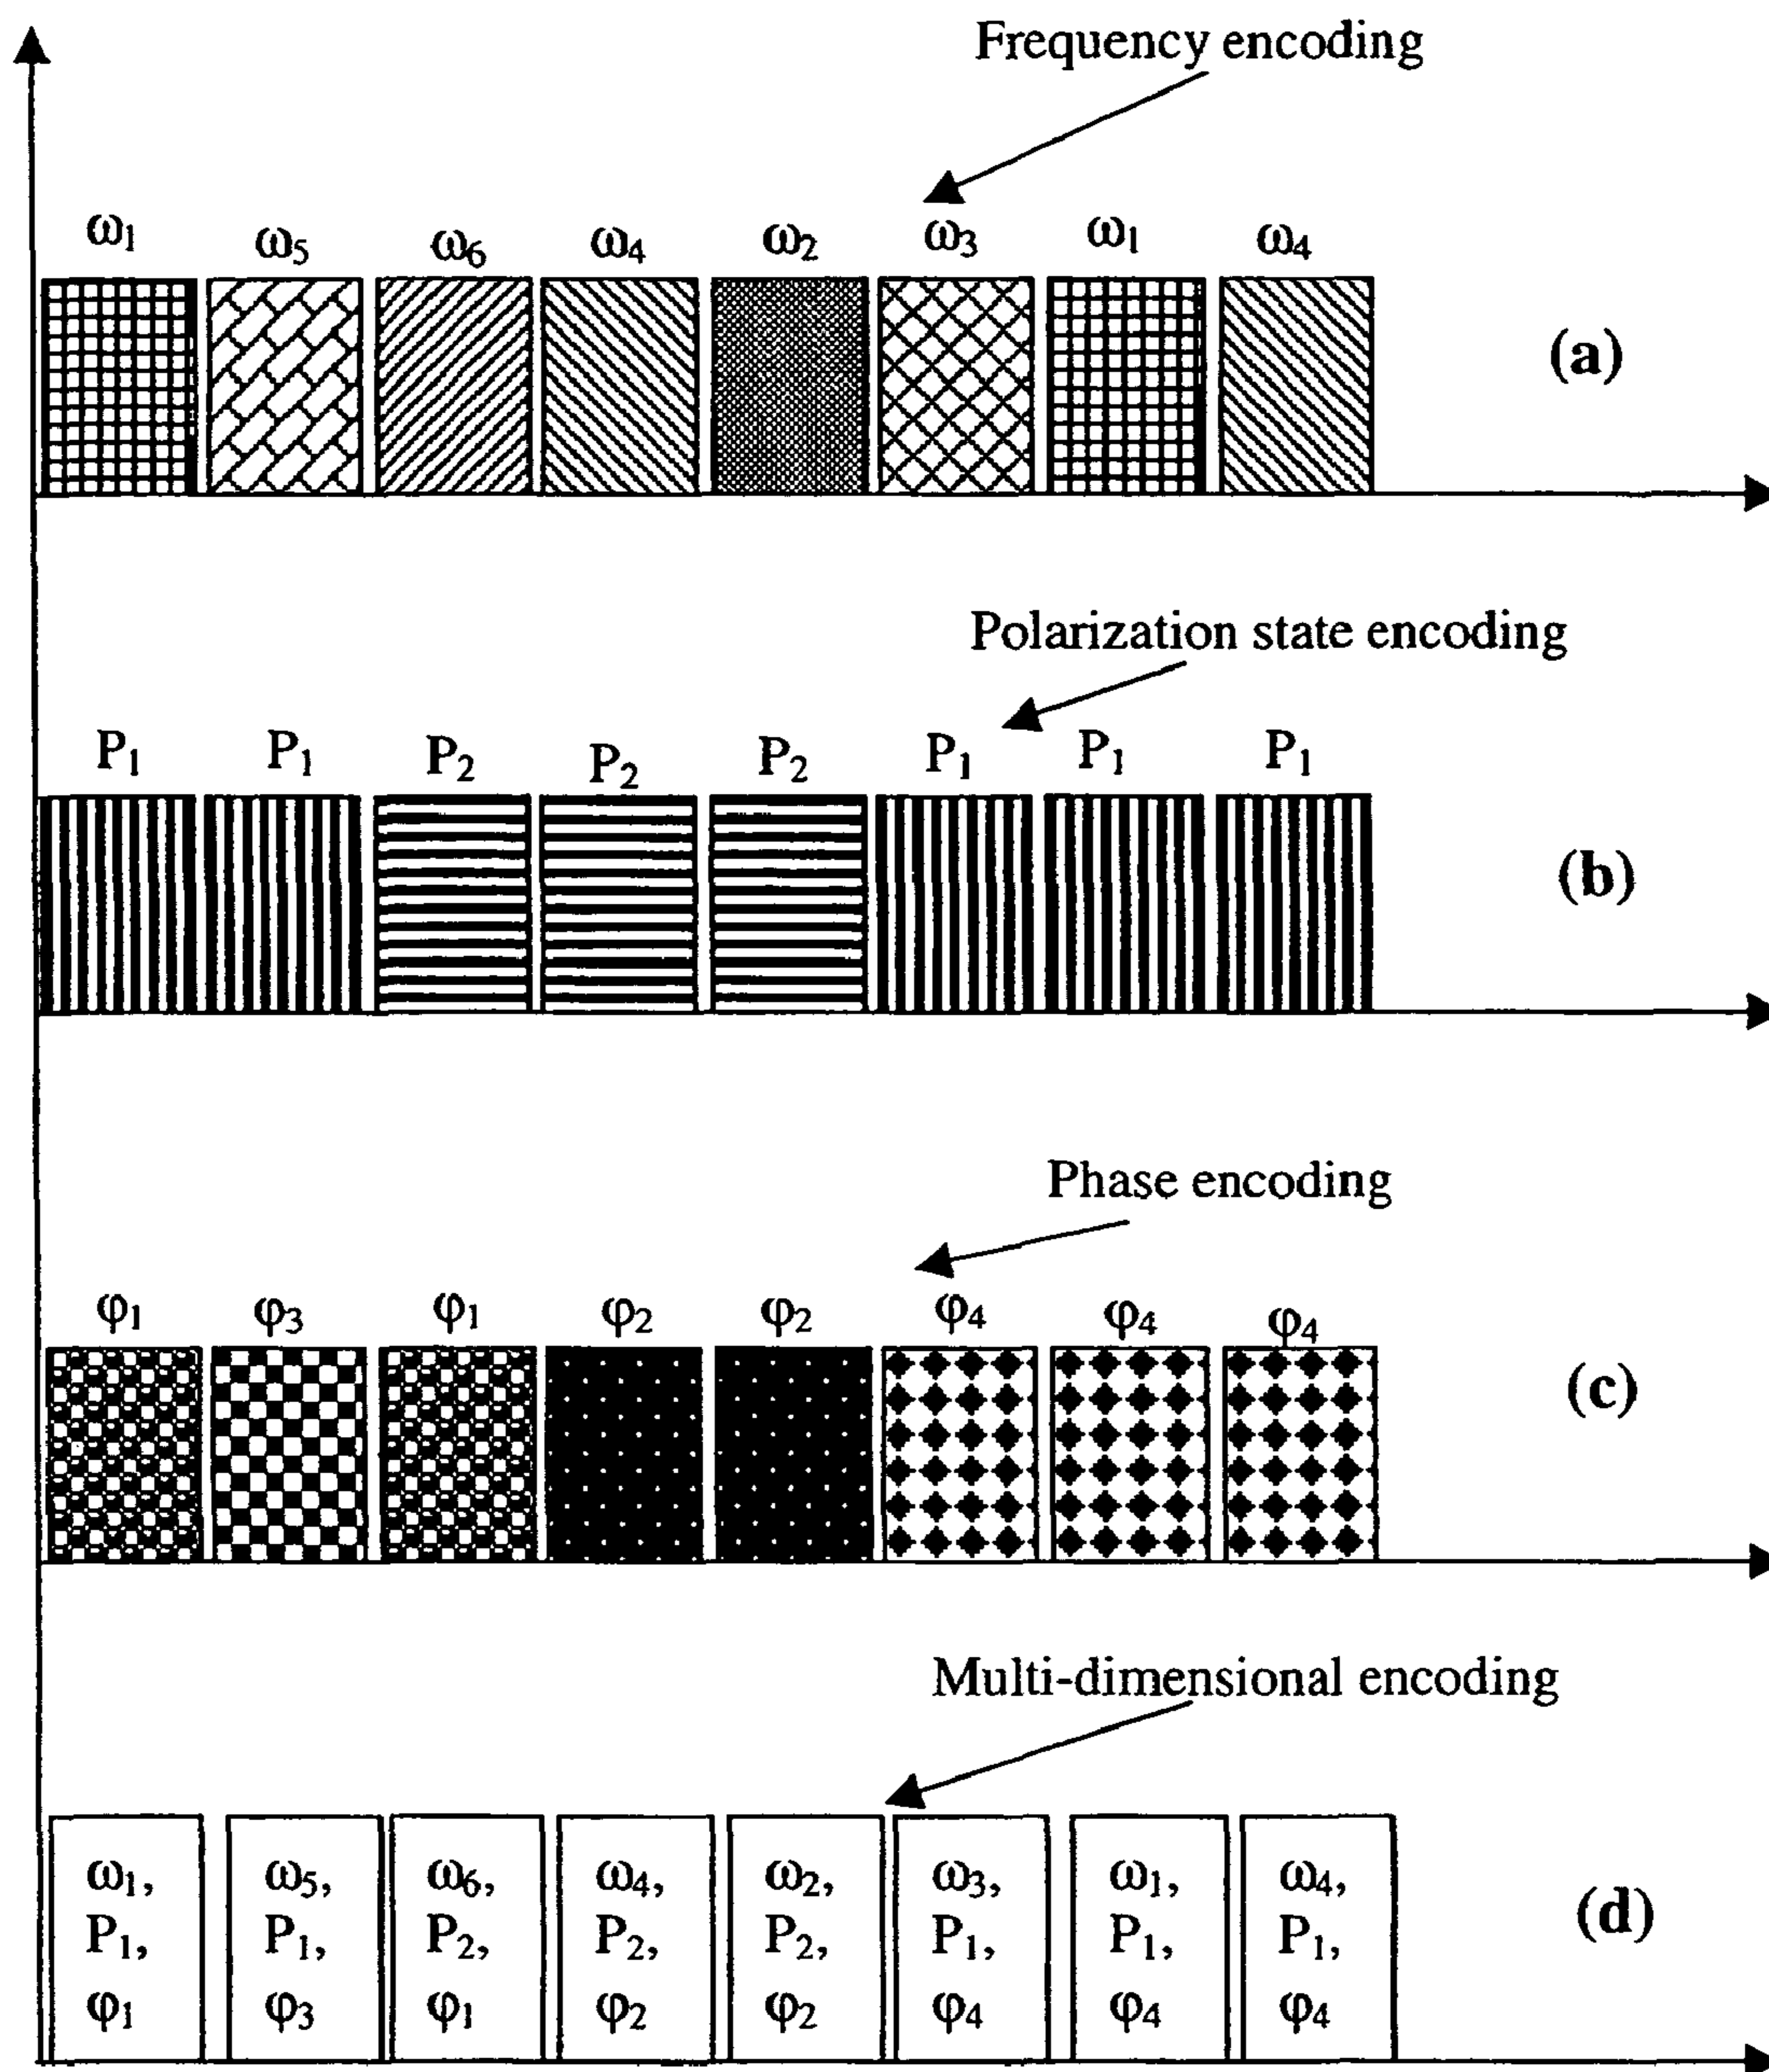 Frequency encoding
ω1 ω5 ω6 ω4 ω2 ω3 ω1 ω4
(a)
Polarization state encoding
P1 P1 P2 P2 P2 P1 P1 P1
(b)
Phase encoding
φ1 φ3 φ1 φ2 φ2 φ4 φ4 φ4
(c)
Multi-dimensional encoding
ω1, ω5, ω6, ω4, ω2, ω3, ω1, ω4,
P1, P1, P2, P2, P2, P1, P1, P1,
(d)
φ1 φ3 φ1 φ2 φ2 φ4 φ4 φ4